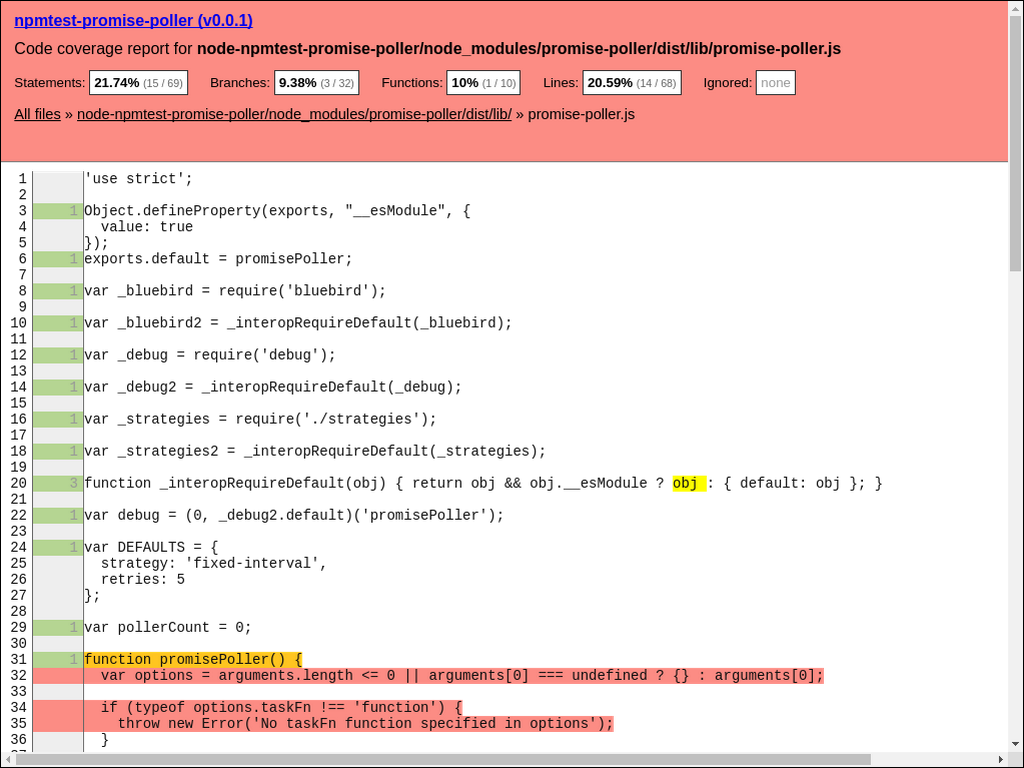 npmtest-promise-poller (v0.0.1)
Code coverage report for node-npmtest-promise-poller/node_modules/promise-poller/dist/lib/promise-poller.js
Statements: 21.74% (15 / 69) Branches: 9.38% (3 / 32) Functions: 10% (1 / 10) Lines: 20.59% (14 / 68) Ignored: none
All files » node-npmtest-promise-poller/node_modules/promise-poller/dist/lib/ » promise-poller.js
1 'use strict';
2
3 1 Object.defineProperty(exports, "__esModule", {
4   value: true
5 });
6 1 exports.default = promisePoller;
7
8 1 var _bluebird = require('bluebird');
9
10 1 var _bluebird2 = _interopRequireDefault(_bluebird);
11
12 1 var _debug = require('debug');
13
14 1 var _debug2 = _interopRequireDefault(_debug);
15
16 1 var _strategies = require('./strategies');
17
18 1 var _strategies2 = _interopRequireDefault(_strategies);
19
20 3 function _interopRequireDefault(obj) { return obj && obj.__esModule ? obj : { default: obj }; }
21
22 1 var debug = (0, _debug2.default)('promisePoller');
23
24 1 var DEFAULTS = {
25   strategy: 'fixed-interval',
26   retries: 5
27 };
28
29 1 var pollerCount = 0;
30
31 1 function promisePoller() {
32   var options = arguments.length <= 0 || arguments[0] === undefined ? {} : arguments[0];
33
34   if (typeof options.taskFn !== 'function') {
35     throw new Error('No taskFn function specified in options');
36   }